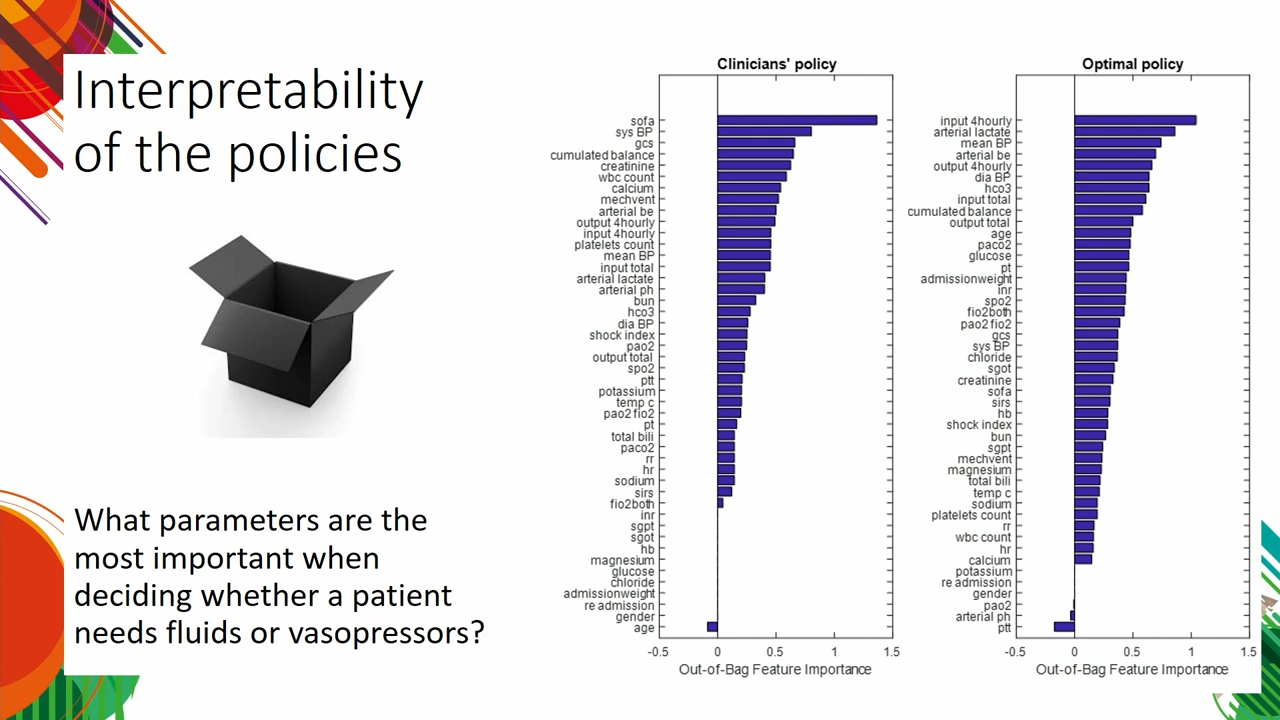 Interpretability
of the policies
What parameters are the
most important when
deciding whether a patient
needs fluids or vasopressors?
Clinicians' policy
sofa
sys BP
gcs
cumulated balance
creatinine
wbc count
calcium
mechvent
arterial be
output 4hourly
input 4hourly
platelets count
mean BP
input total
arterial lactate
arterial ph
bun
hco3
dia BP
shock index
pao2
output total
spo2
ptt
potassium
temp c
pao2 fio2
pt
total bili
paco2
rr
hr
sodium
sirs
fio2both
inr
sgpt
sgot
hb
magnesium
glucose
chloride
admissionweight
re admission
gender
age
-0.5 0 0.5 1 1.5
Out-of-Bag Feature Importance
Optimal policy
input 4hourly
arterial lactate
mean BP
arterial be
output 4hourly
dia BP
hco3
input total
cumulated balance
output total
age
paco2
glucose
pt
admissionweight
inr
spo2
fio2both
pao2 fio2
gcs
sys BP
chloride
sgot
creatinine
sofa
sirs
hb
shock index
bun
sgpt
mechvent
magnesium
total bili
temp c
sodium
platelets count
rr
wbc count
hr
calcium
potassium
re admission
gender
pao2
arterial ph
ptt
-0.5 0 0.5 1 1.5
Out-of-Bag Feature Importance